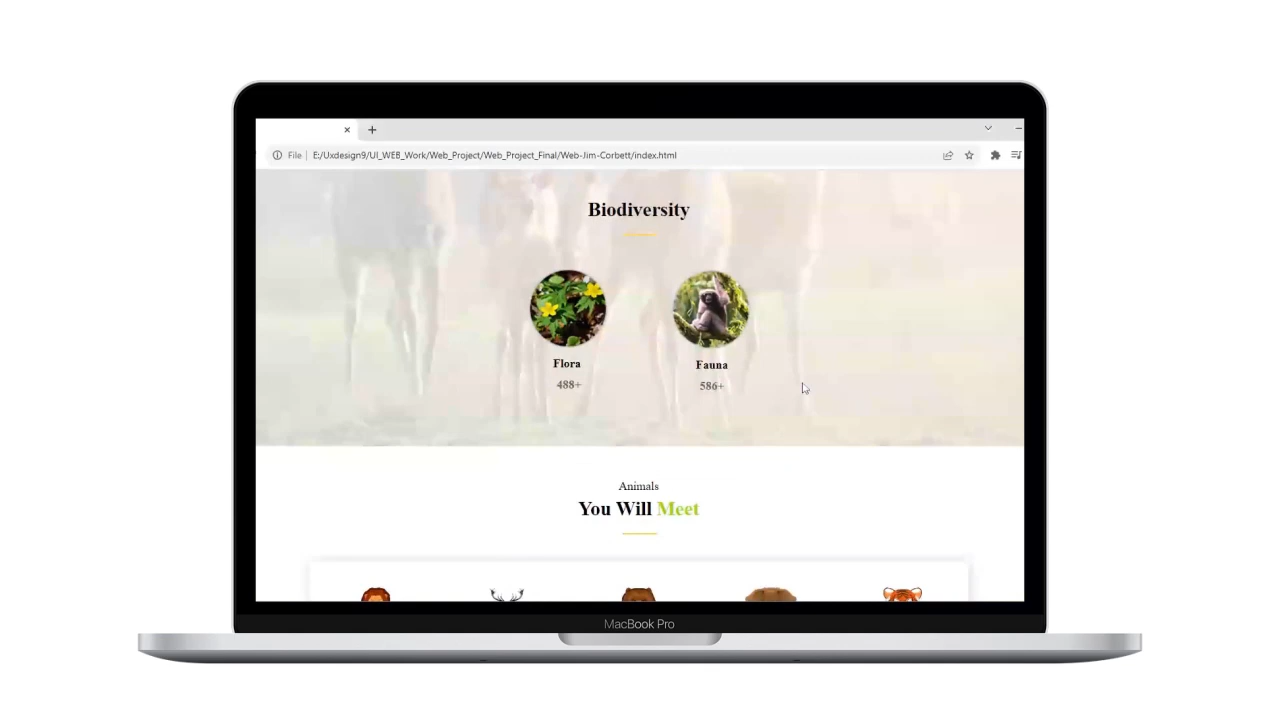 File
E:/Uxdesign9/UI_WEB_Work/Web_Project/Web_Project_Final/Web-Jim-Corbett/index.html
Biodiversity
Flora
Fauna
488+
586+
Animals
You Will Meet
MacBook Pro